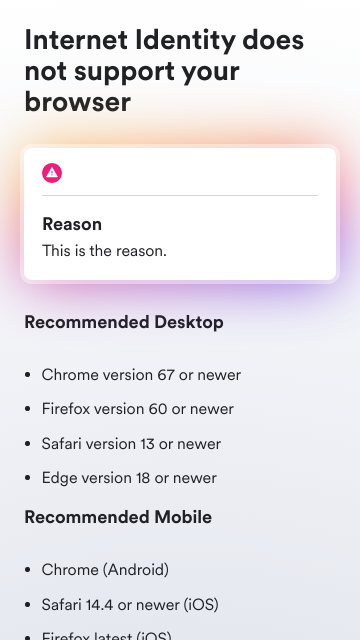 Internet Identity does
not support your
browser
Reason
This is the reason.
Recommended Desktop
• Chrome version 67 or newer
• Firefox version 60 or newer
• Safari version 13 or newer
• Edge version 18 or newer
Recommended Mobile
• Chrome (Android)
• Safari 14.4 or newer (iOS)
• Firefox latest (iOS)